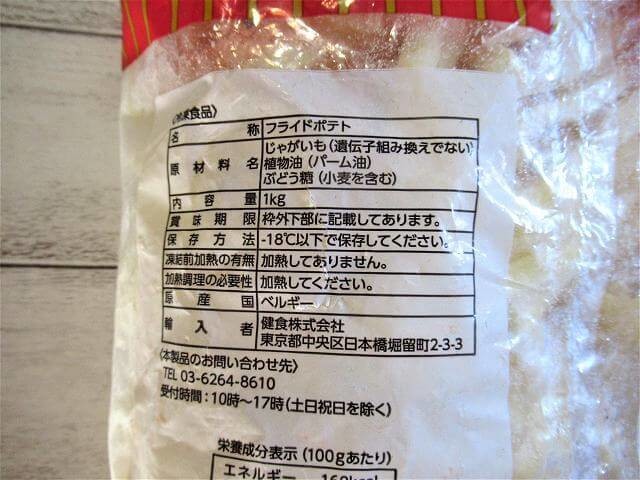 〈冷凍食品〉
名称 フライドポテト
原材料名 じゃがいも（遺伝子組み換えでない）
植物油（パーム油）
ぶどう糖（小麦を含む）
内容量 1kg
賞味期限 枠外下部に記載してあります。
保存方法 -18℃以下で保存してください。
凍結前加熱の有無 加熱してありません。
加熱調理の必要性 加熱してください。
原産国 ベルギー
輸入者 健食株式会社
東京都中央区日本橋堀留町2-3-3
〈本製品のお問い合わせ先〉
TEL 03-6264-8610
受付時間：10時～17時（土日祝日を除く）
栄養成分表示（100gあたり）
エネルギー 160kcal